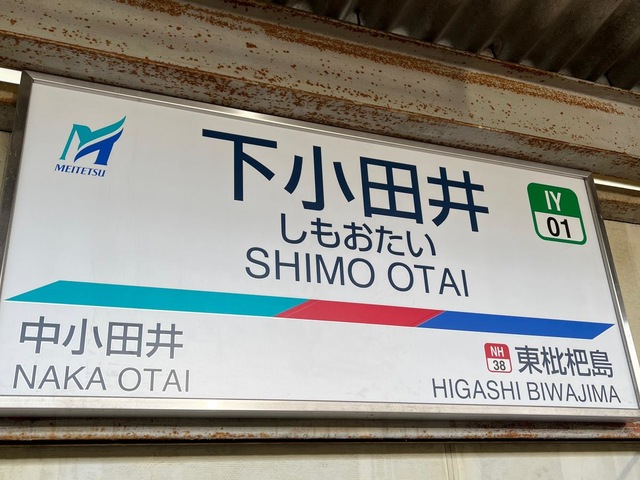 MEITETSU
下小田井
しもおたい
SHIMO OTAI
IY
01
中小田井
NAKA OTAI
NH
38
東枇杷島
HIGASHI BIWAJIMA